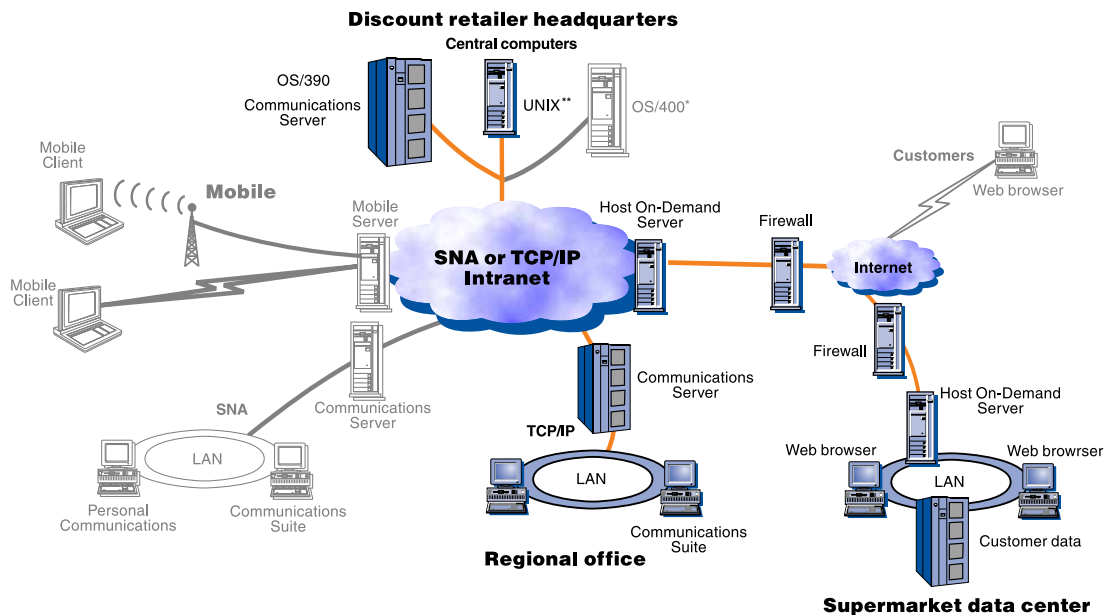 Discount retailer headquarters
Central computers
OS/390
Communications
Server
UNIX**
OS/400*
Mobile
Client
Mobile
Customers
Web browser
Mobile
Server
Host On-Demand
Server
Firewall
SNA or TCP/IP
Intranet
Internet
Mobile
Client
Firewall
Communications
Server
Communications
Server
SNA
TCP/IP
Host On-Demand
Server
LAN
Personal
Communications
Communications
Suite
LAN
Communications
Suite
Regional office
Web browser
Web browrser
LAN
Customer data
Supermarket data center